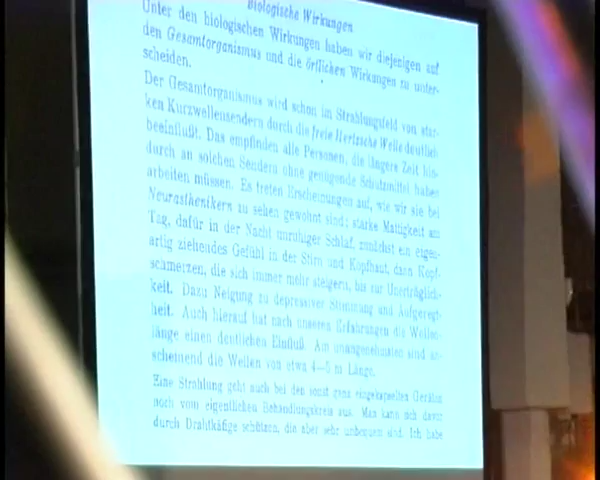 Biologische Wirkungen
Unter den biologischen Wirkungen haben wir diejenigen auf
den Gesamtorganismus und die örtlichen Wirkungen zu unter-
scheiden.
Der Gesamtorganismus wird schon im Strahlungsfeld von star-
ken Kurzwellensendern durch die freie Hertzsche Welle deutlich
beeinflußt. Das empfinden alle Personen, die längere Zeit hin-
durch an solchen Sendern ohne genügende Schutzmittel haben
arbeiten müssen. Es treten Erscheinungen auf, wie wir sie bei
Neurasthenikern zu sehen gewohnt sind: starke Mattigkeit am
Tag, dafür in der Nacht unruhiger Schlaf, zunächst ein eigen-
artig ziehendes Gefühl in der Stirn und Kopfhaut, dann Kopf-
schmerzen, die sich immer mehr steigern, bis zur Unerträglich-
keit. Dazu Neigung zu depressiver Stimmung und Aufgeregt-
heit. Auch hierauf hat nach unseren Erfahrungen die Wellen-
länge einen deutlichen Einfluß. Am unangenehmsten sind an-
scheinend die Wellen von etwa 4—5 m Länge.
Eine Strahlung geht auch bei den sonst ganz eingekapselten Geräten
noch vom eigentlichen Behandlungskreis aus. Man kann sich davor
durch Drahtkäfige schützen, die aber sehr unbequem sind. Ich habe